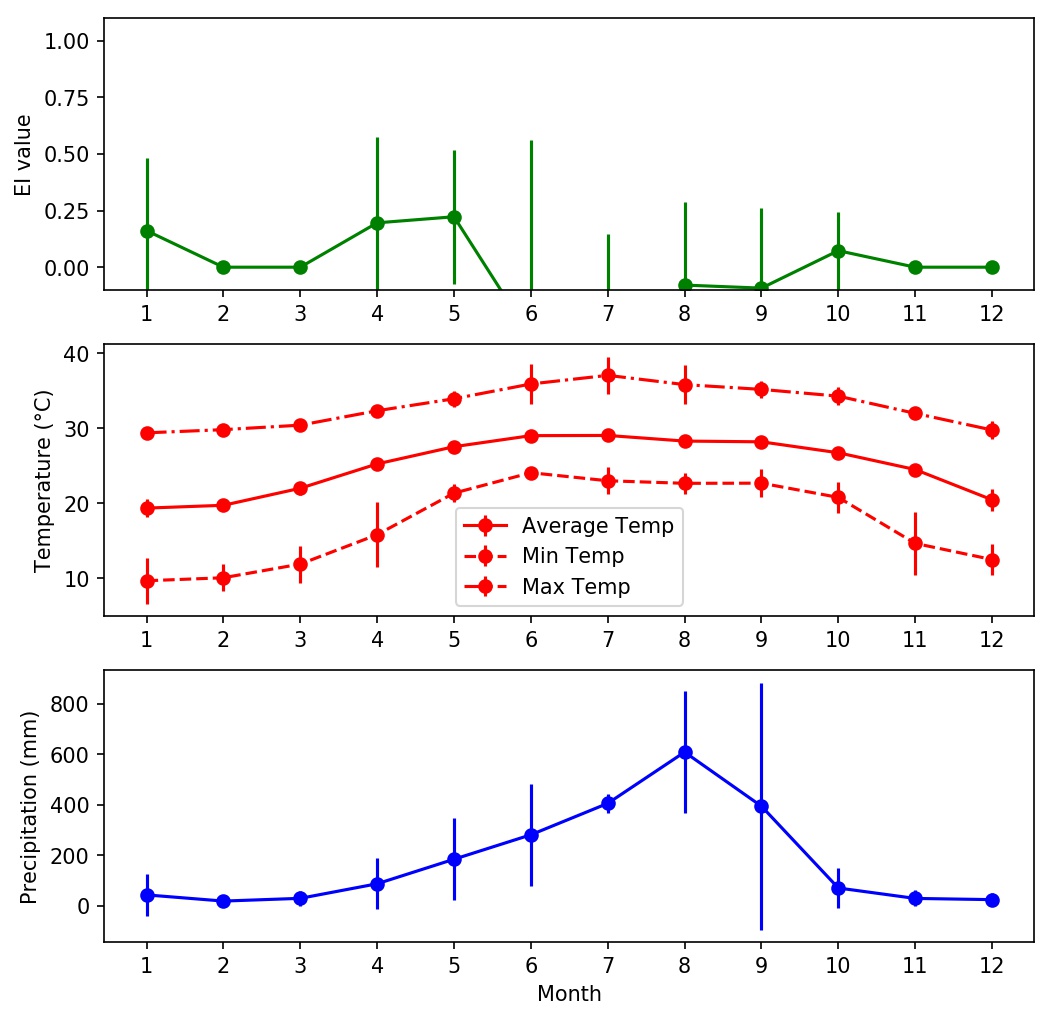 EI value
1.00
0.75
0.50
0.25
0.00
1 2 3 4 5 6 7 8 9 10 11 12
Temperature (°C)
40
30
20
10
Average Temp
Min Temp
Max Temp
1 2 3 4 5 6 7 8 9 10 11 12
Precipitation (mm)
800
600
400
200
0
1 2 3 4 5 6 7 8 9 10 11 12
Month